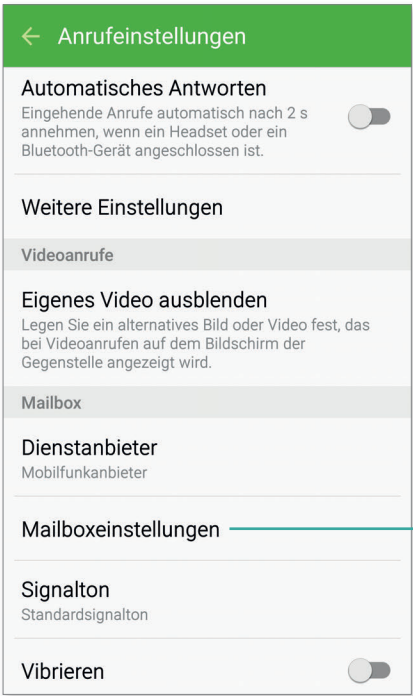 Anrufeinstellungen
Automatisches Antworten
Eingehende Anrufe automatisch nach 2 s
annehmen, wenn ein Headset oder ein
Bluetooth-Gerät angeschlossen ist.
Weitere Einstellungen
Videoanrufe
Eigenes Video ausblenden
Legen Sie ein alternatives Bild oder Video fest, das
bei Videoanrufen auf dem Bildschirm der
Gegenstelle angezeigt wird.
Mailbox
Dienstanbieter
Mobilfunkanbieter
Mailboxeinstellungen
Signalton
Standardsignalton
Vibrieren